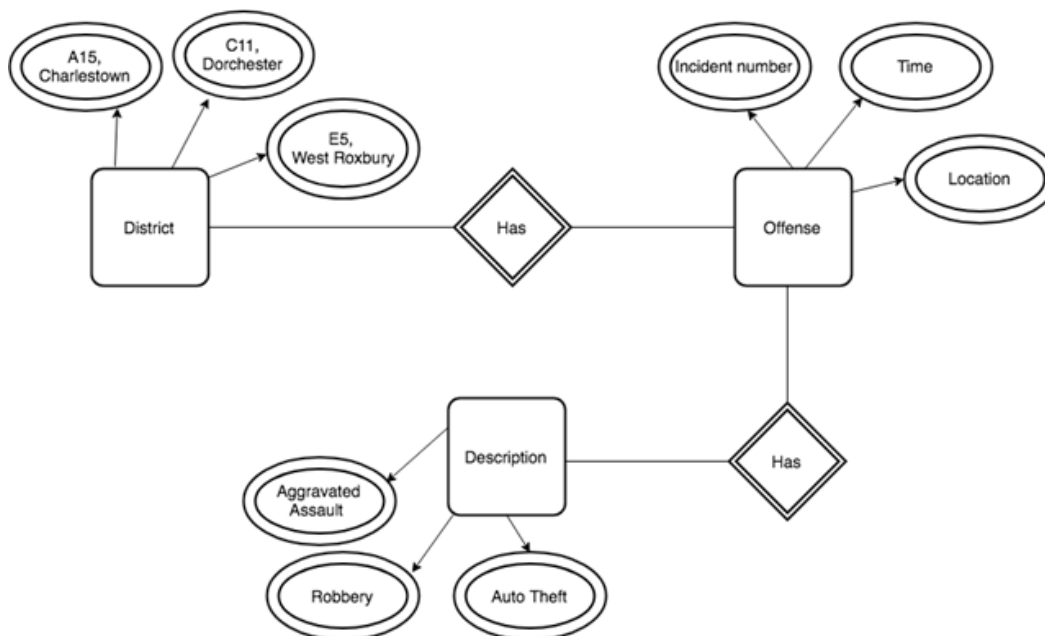 A15,
Charlestown
C11,
Dorchester
E5,
West Roxbury
Incident number
Time
Location
District
Has
Offense
Description
Has
Aggravated
Assault
Robbery
Auto Theft